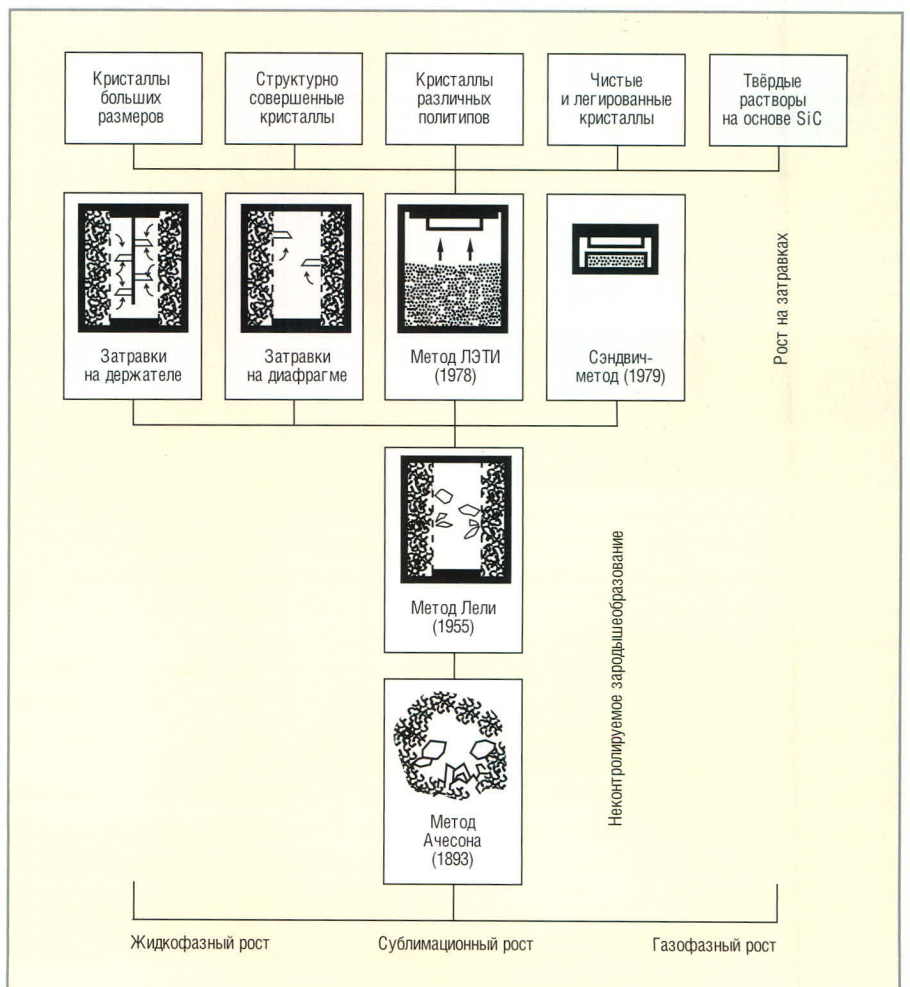 Кристаллы
больших
размеров
Структурно
совершенные
кристаллы
Кристаллы
различных
политипов
Чистые
и легированные
кристаллы
Твёрдые
растворы
на основе SiC
Затравки
на держателе
Затравки
на диафрагме
Метод ЛЭТИ
(1978)
Сэндвич-
метод (1979)
Рост на затравках
Метод Лели
(1955)
Неконтролируемое зародышеобразование
Метод
Ачесона
(1893)
Жидкофазный рост
Сублимационный рост
Газофазный рост